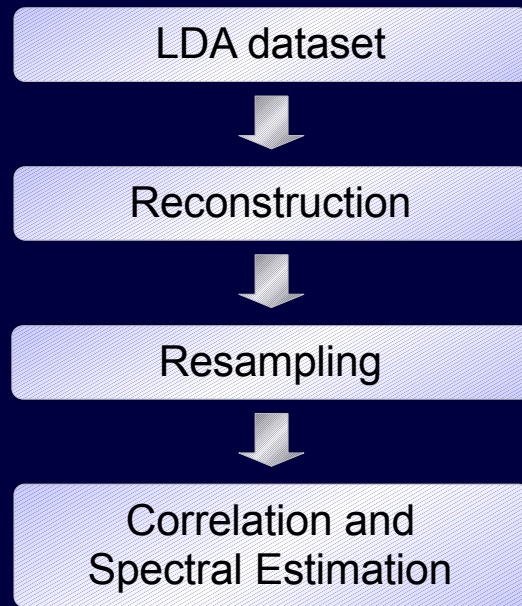 LDA dataset
Reconstruction
Resampling
Correlation and
Spectral Estimation